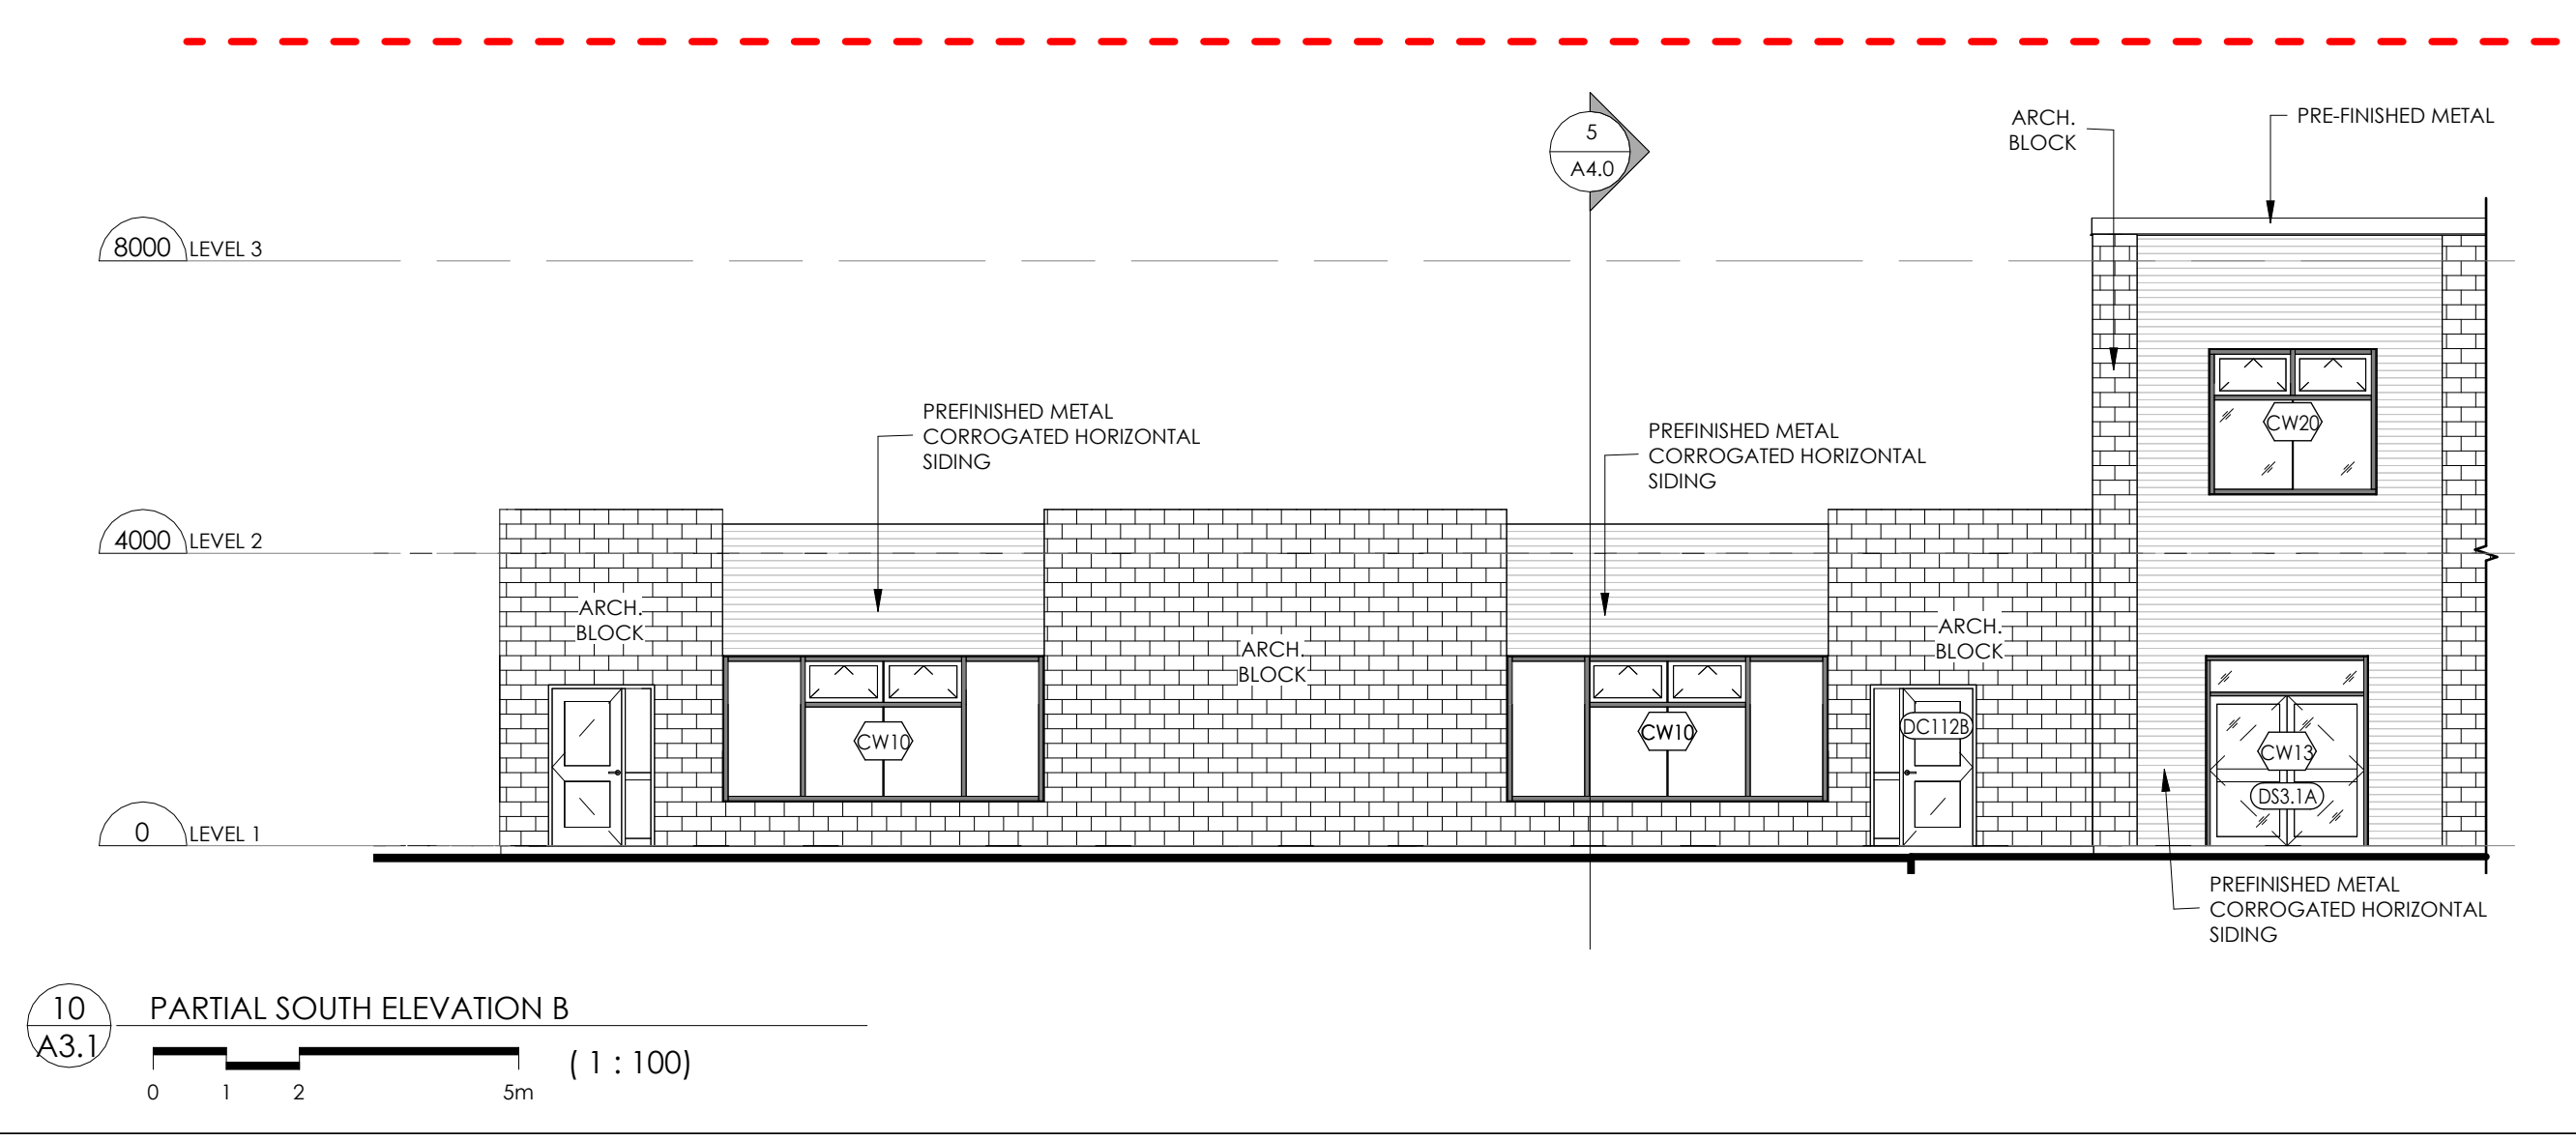 5
A4.0
ARCH.
BLOCK
PRE-FINISHED METAL
8000 LEVEL 3
PREFINISHED METAL
CORROGATED HORIZONTAL
SIDING
PREFINISHED METAL
CORROGATED HORIZONTAL
SIDING
CW20
4000 LEVEL 2
ARCH.
BLOCK
ARCH.
BLOCK
ARCH.
BLOCK
CW10
CW10
DC112B
CW13
DS3.1A
0 LEVEL 1
PREFINISHED METAL
CORROGATED HORIZONTAL
SIDING
10
A3.1
PARTIAL SOUTH ELEVATION B
0 1 2 5m
( 1 : 100)